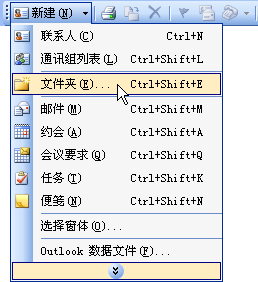 新建(N)
联系人(C) Ctrl+N
通讯组列表(L) Ctrl+Shift+L
文件夹(E)... Ctrl+Shift+E
邮件(M) Ctrl+Shift+M
约会(A) Ctrl+Shift+A
会议要求(Q) Ctrl+Shift+Q
任务(T) Ctrl+Shift+K
便笺(N) Ctrl+Shift+N
选择窗体(O)...
Outlook 数据文件(F)...